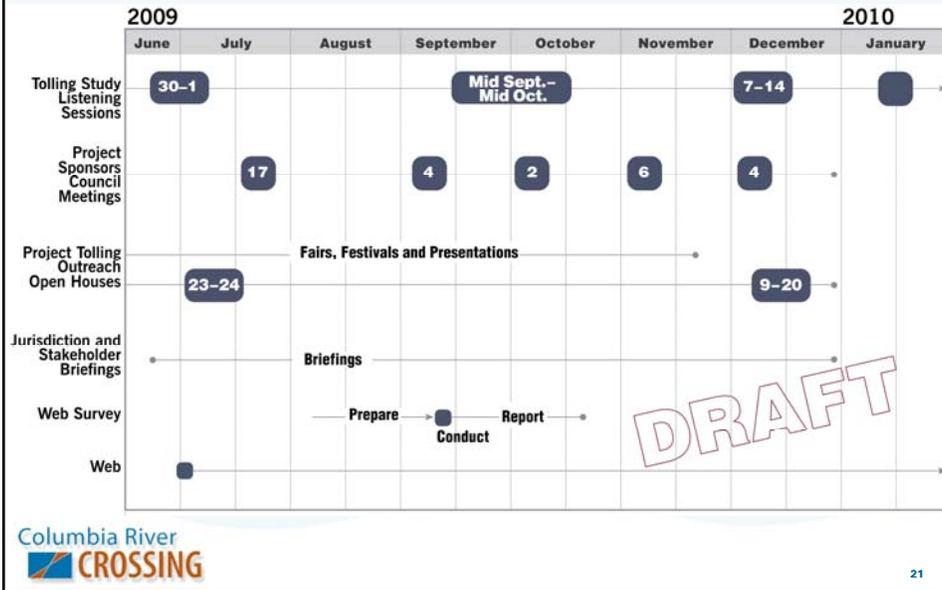 2009 2010
June July August September October November December January
Tolling Study
Listening
Sessions
30–1
Mid Sept.–
Mid Oct.
7–14
Project
Sponsors
Council
Meetings
17 4 2 6 4
Project Tolling
Outreach
Fairs, Festivals and Presentations
Open Houses
23–24 9–20
Jurisdiction and
Stakeholder
Briefings
Briefings
Web Survey
Prepare
Conduct
Report
DRAFT
Web
Columbia River
CROSSING
21